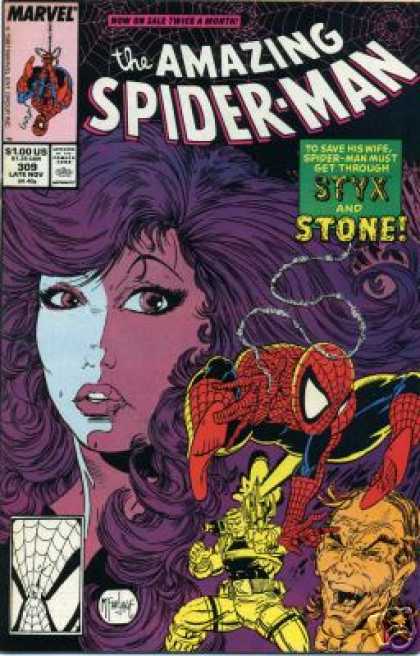 NOW ON SALE TWICE A MONTH!
MARVEL
the AMAZING
SPIDER-MAN
$1.00 US
309
LATE NOV
TO SAVE HIS WIFE,
SPIDER-MAN MUST
GET THROUGH
STYX
AND
STONE!
McFarlane